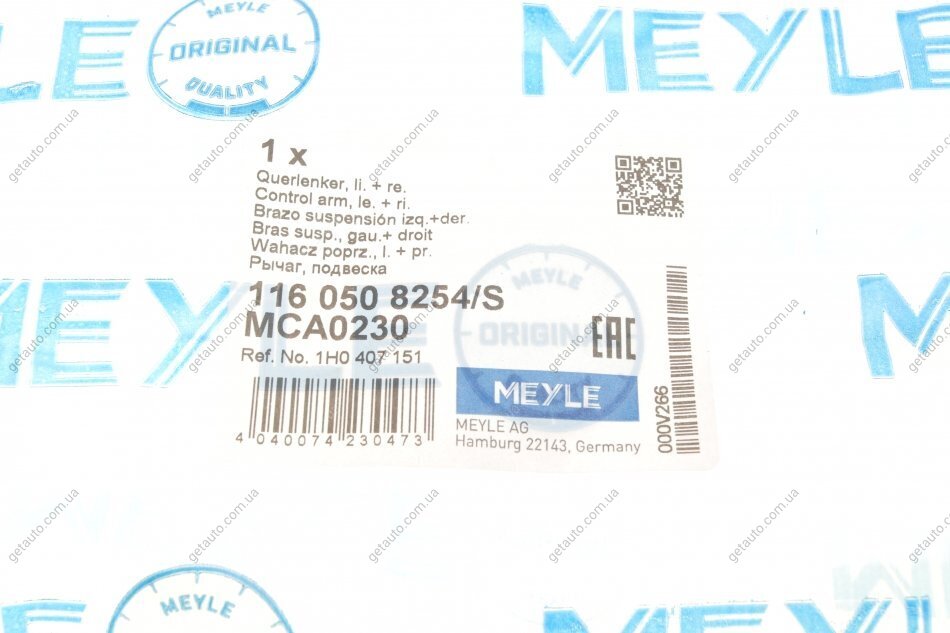 MEYLE
ORIGINAL
QUALITY
MEYLE
1 x
Querlenker, li. + re.
Control arm, le. + ri.
Brazo suspensión izq.+der.
Bras susp., gau.+ droit
Wahacz poprz., l. + pr.
Рычаг, подвеска
116 050 8254/S
MCA0230
Ref. No. 1H0 407 151
4 040074 230473
MEYLE
ORIGINAL
EAC
MEYLE
MEYLE AG
Hamburg 22143, Germany
000V266
MEYLE
MEYLE
getauto.com.ua